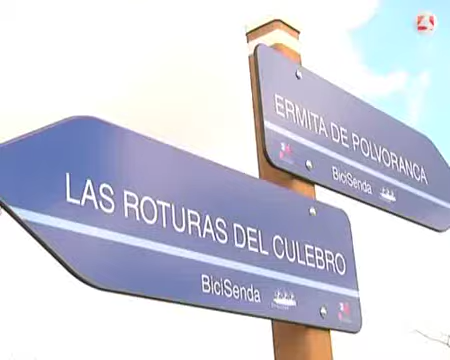 ERMITA DE POLVORANCA
BiciSenda
LAS ROTURAS DEL CULEBRO
BiciSenda